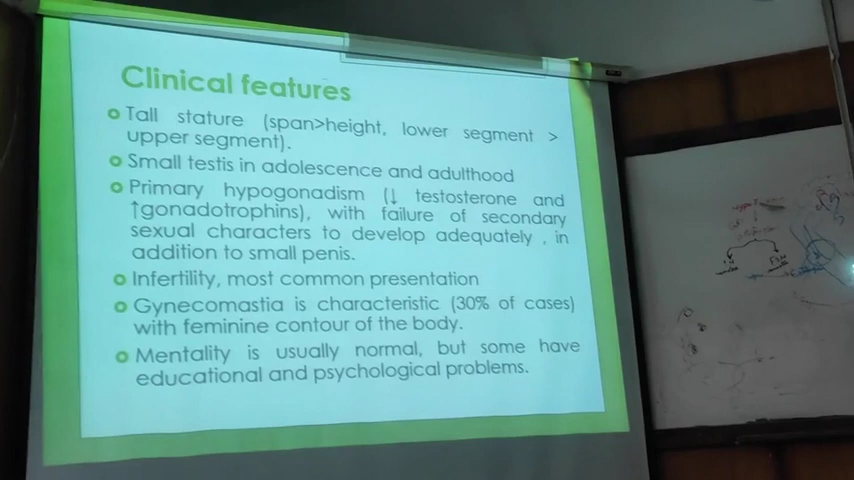 Clinical features
Tall stature (span>height, lower segment >
upper segment).
Small testis in adolescence and adulthood
Primary hypogonadism (↓ testosterone and
↑gonadotrophins), with failure of secondary
sexual characters to develop adequately , in
addition to small penis.
Infertility, most common presentation
Gynecomastia is characteristic (30% of cases)
with feminine contour of the body.
Mentality is usually normal, but some have
educational and psychological problems.